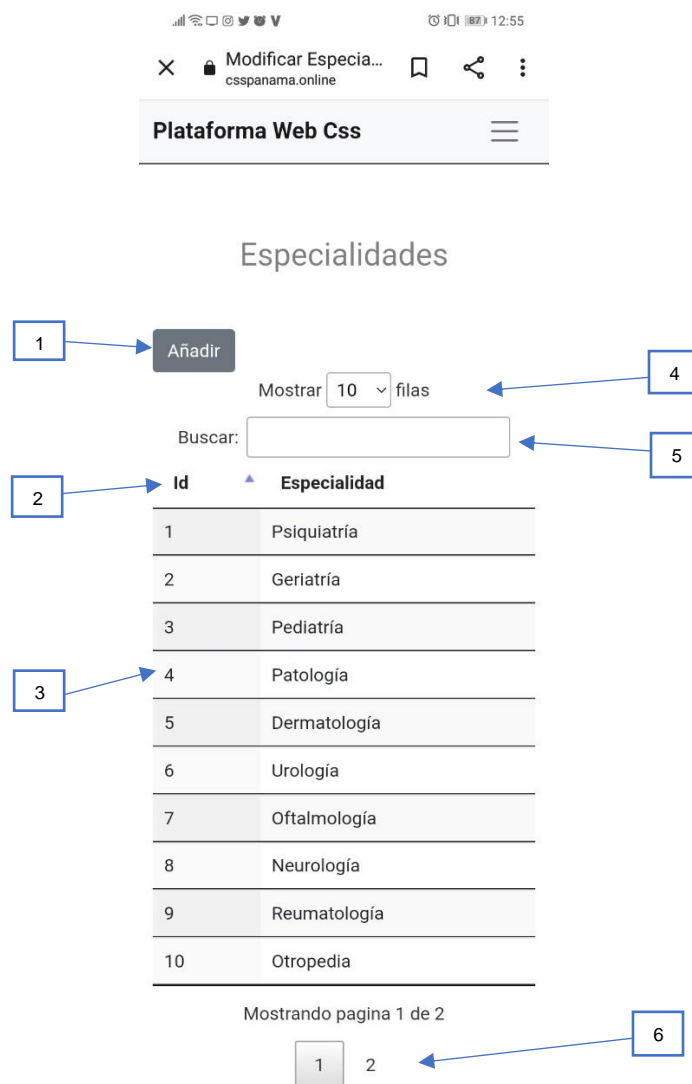 V 87 12:55
Modificar Especia...
csspanama.online
Plataforma Web Css
Especialidades
1
Añadir
4
Mostrar 10 filas
Buscar:
5
2
Id Especialidad
1 Psiquiatría
2 Geriatría
3 Pediatría
3
4 Patología
5 Dermatología
6 Urología
7 Oftalmología
8 Neurología
9 Reumatología
10 Otropedia
Mostrando pagina 1 de 2
6
1 2